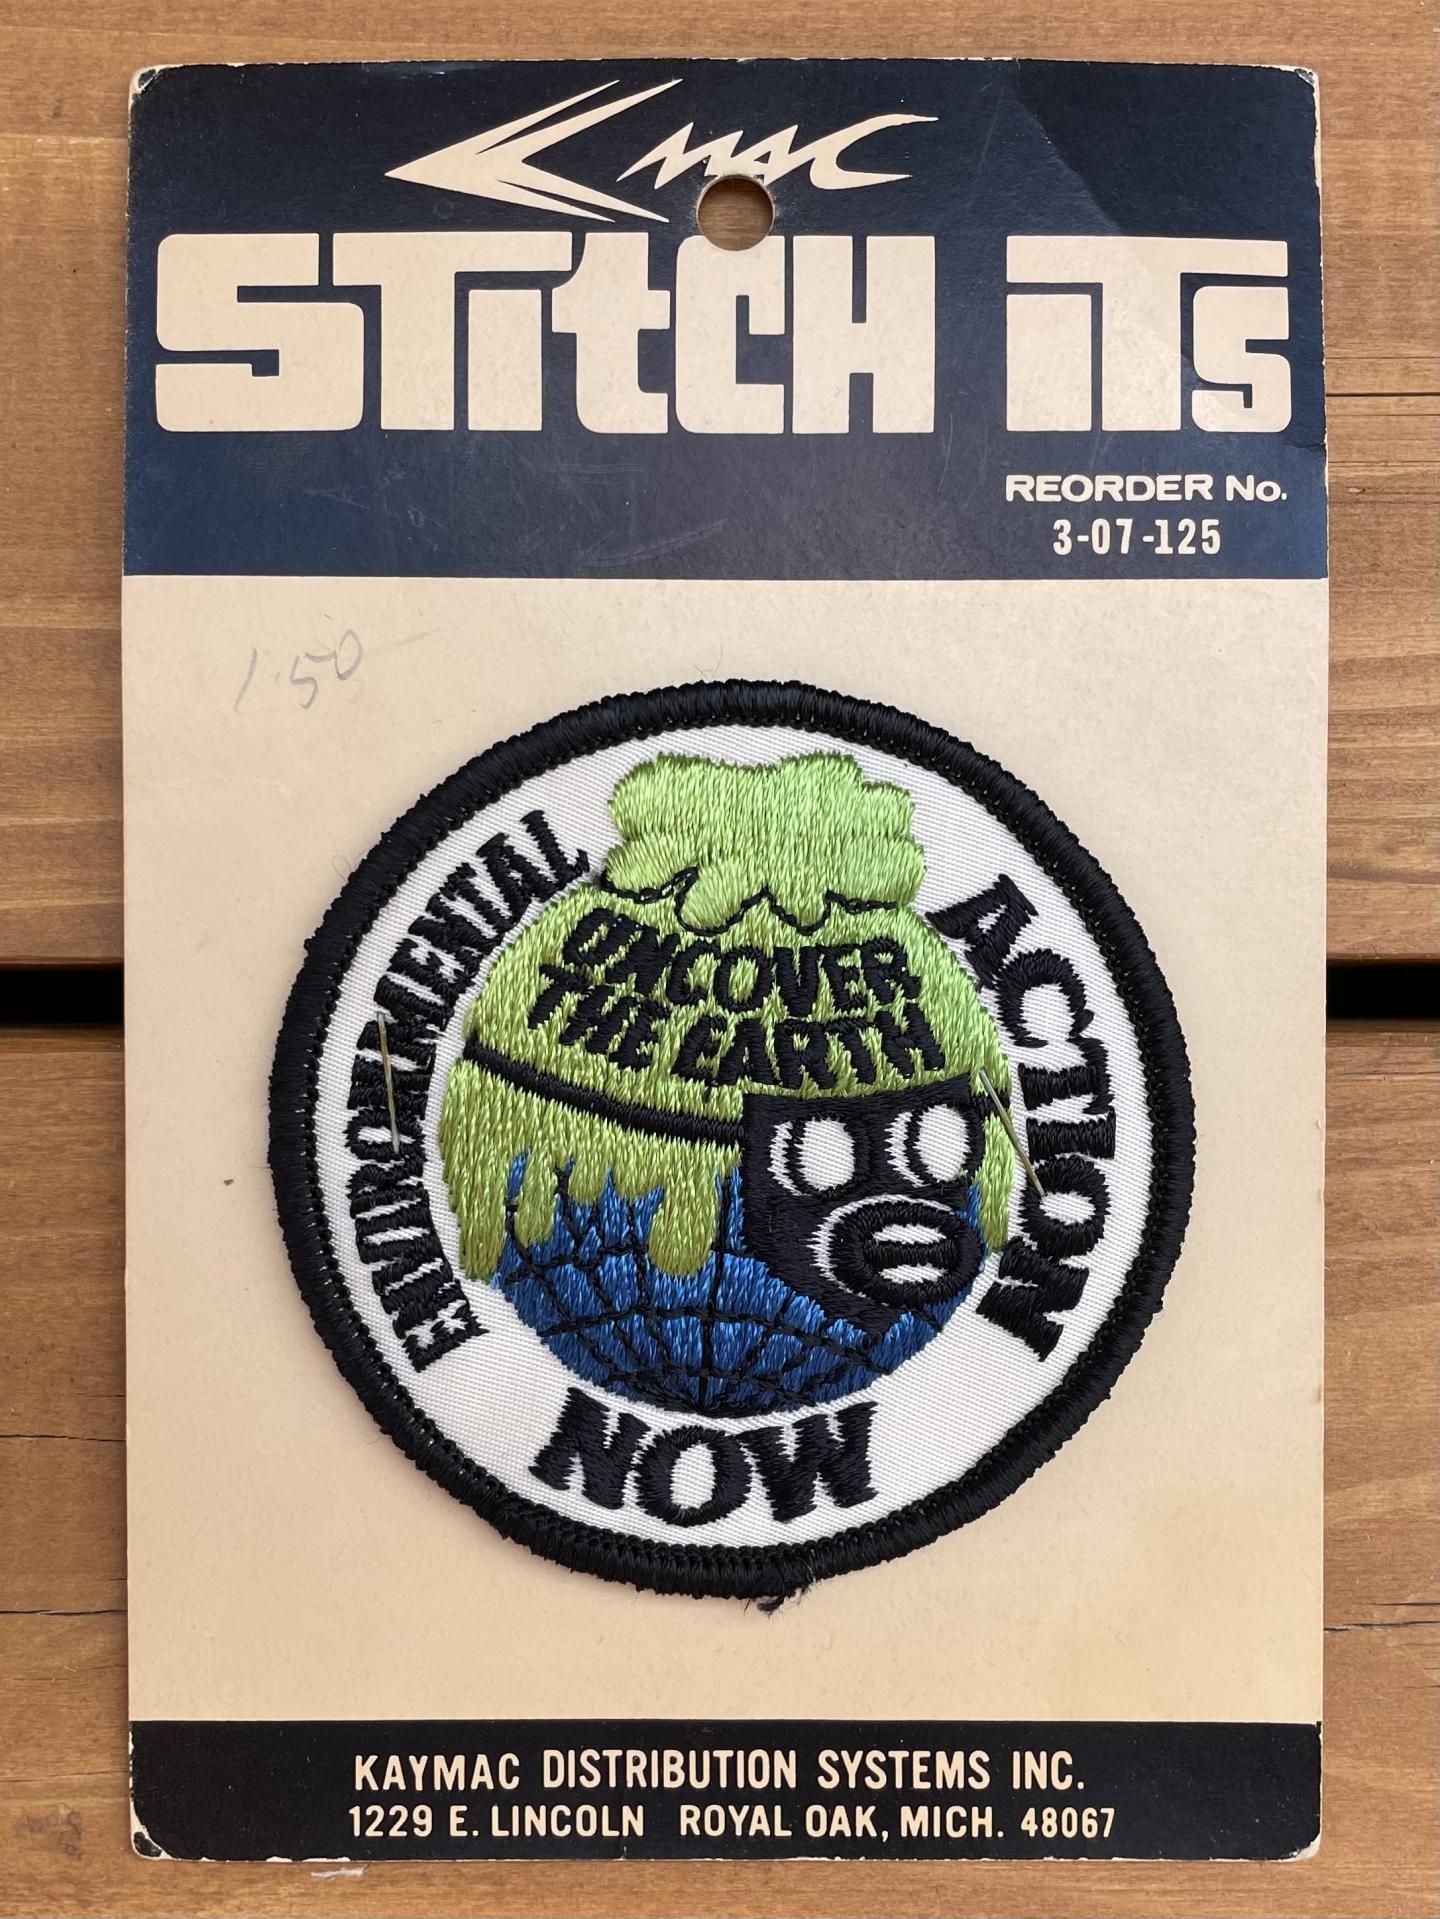 K MAC
STitCH iTs
REORDER No.
3-07-125
1.50
ENVIRONMENTAL
ACTION
NOW
UNCOVER
THE EARTH
KAYMAC DISTRIBUTION SYSTEMS INC.
1229 E. LINCOLN ROYAL OAK, MICH. 48067